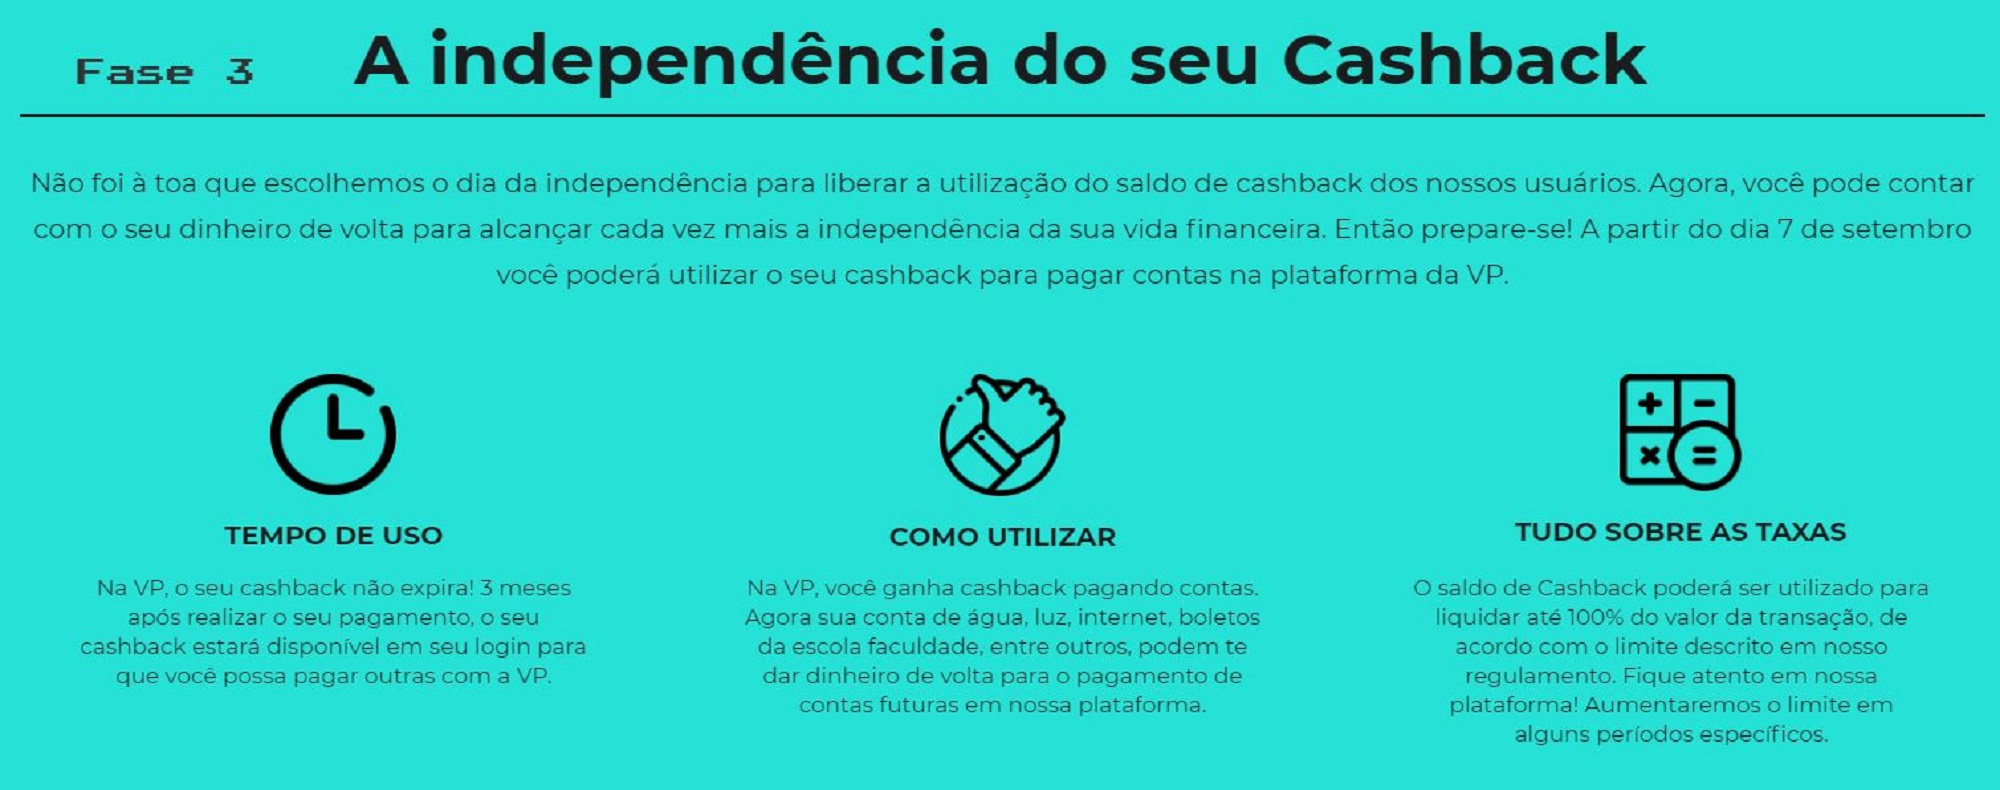 Fase 3
A independência do seu Cashback
Não foi à toa que escolhemos o dia da independência para liberar a utilização do saldo de cashback dos nossos usuários. Agora, você pode contar
com o seu dinheiro de volta para alcançar cada vez mais a independência da sua vida financeira. Então prepare-se! A partir do dia 7 de setembro
você poderá utilizar o seu cashback para pagar contas na plataforma da VP.
TEMPO DE USO
Na VP, o seu cashback não expira! 3 meses
após realizar o seu pagamento, o seu
cashback estará disponível em seu login para
que você possa pagar outras com a VP.
COMO UTILIZAR
Na VP, você ganha cashback pagando contas.
Agora sua conta de água, luz, internet, boletos
da escola faculdade, entre outros, podem te
dar dinheiro de volta para o pagamento de
contas futuras em nossa plataforma.
TUDO SOBRE AS TAXAS
O saldo de Cashback poderá ser utilizado para
liquidar até 100% do valor da transação, de
acordo com o limite descrito em nosso
regulamento. Fique atento em nossa
plataforma! Aumentaremos o limite em
alguns períodos específicos.